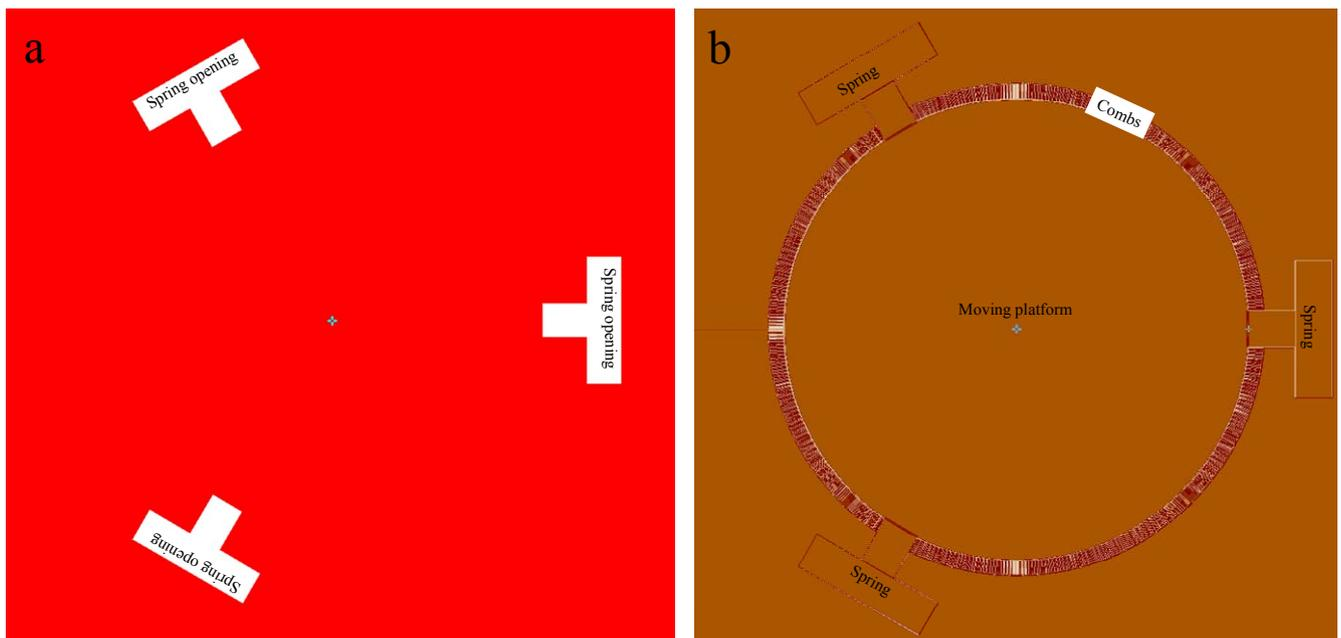 a
Spring opening
Spring opening
Spring opening
b
Spring
Combs
Moving platform
Spring
Spring